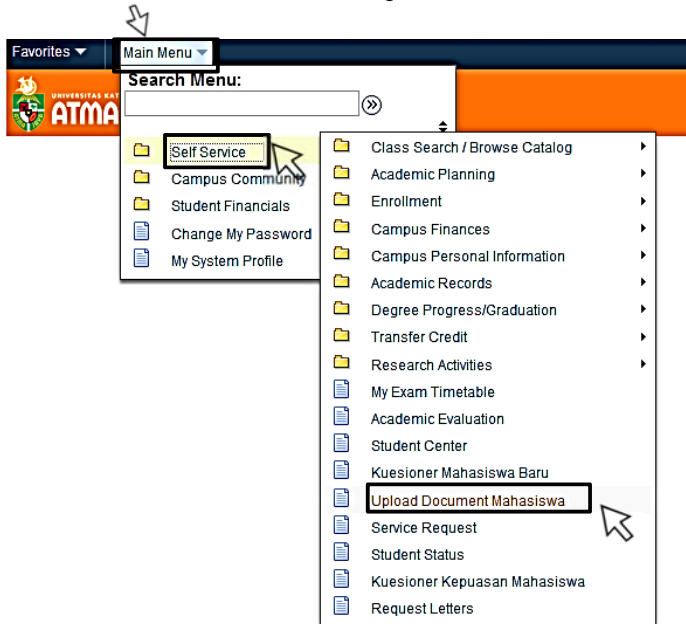 Favorites
Main Menu
UNIVERSITAS KAT
ATMA
Search Menu:
Self Service
Campus Community
Student Financials
Change My Password
My System Profile
Class Search / Browse Catalog
Academic Planning
Enrollment
Campus Finances
Campus Personal Information
Academic Records
Degree Progress/Graduation
Transfer Credit
Research Activities
My Exam Timetable
Academic Evaluation
Student Center
Kuesioner Mahasiswa Baru
Upload Document Mahasiswa
Service Request
Student Status
Kuesioner Kepuasan Mahasiswa
Request Letters